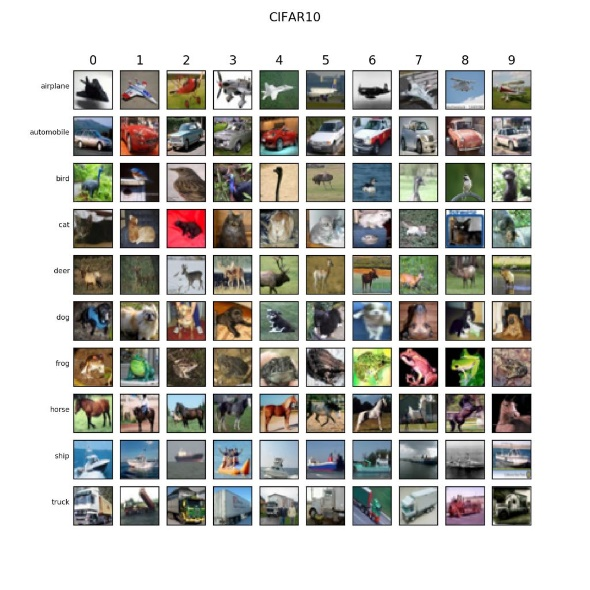 CIFAR10
0 1 2 3 4 5 6 7 8 9
airplane
automobile
bird
cat
deer
dog
frog
horse
ship
truck